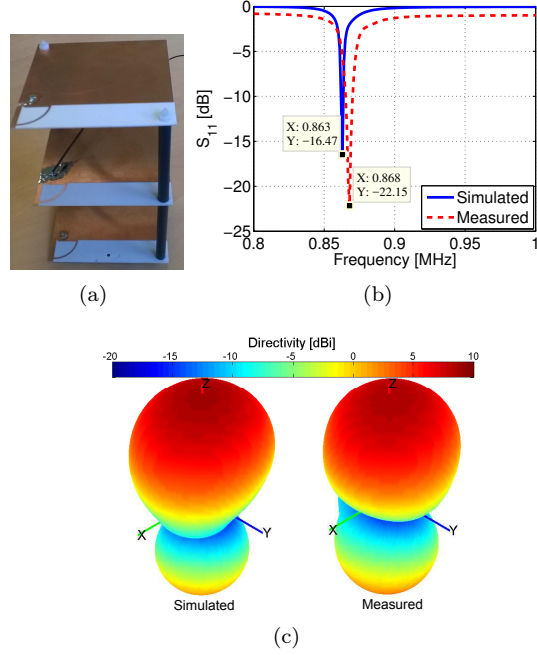 0
−5
−10
−15
−20
−25
S11 [dB]
X: 0.863
Y: −16.47
X: 0.868
Y: −22.15
Simulated
Measured
0.8 0.85 0.9 0.95 1
Frequency [MHz]
(a) (b)
Directivity [dBi]
-20 -15 -10 -5 0 5 10
Z Z
X Y X Y
Simulated Measured
(c)